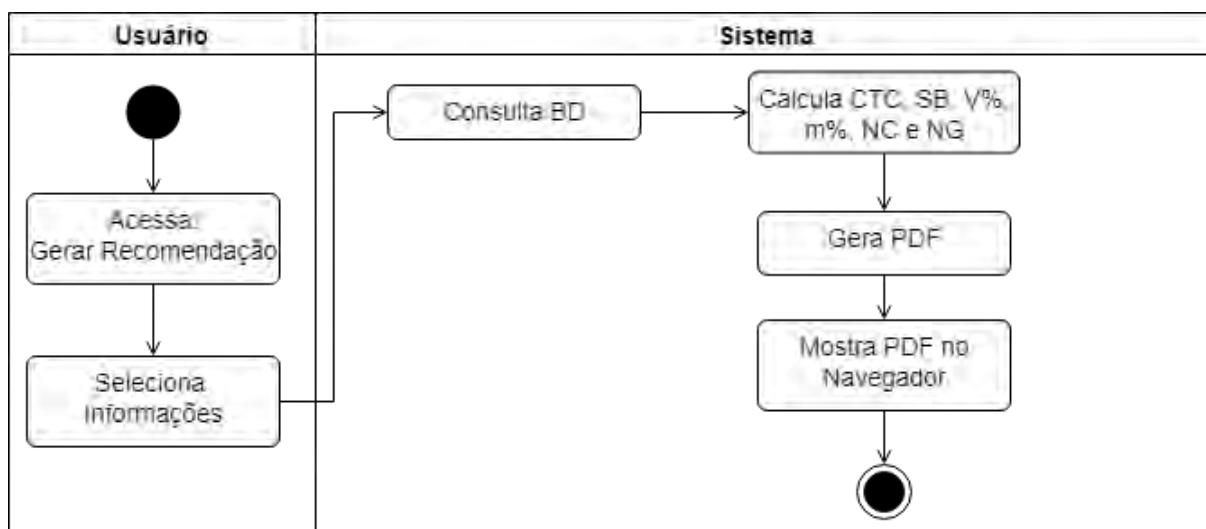 Usuário
Sistema
Acessa:
Gerar Recomendação
Seleciona
Informações
Consulta BD
Calcula CTC, SB, V%,
m%, NC e NG
Gera PDF
Mostra PDF no
Navegador